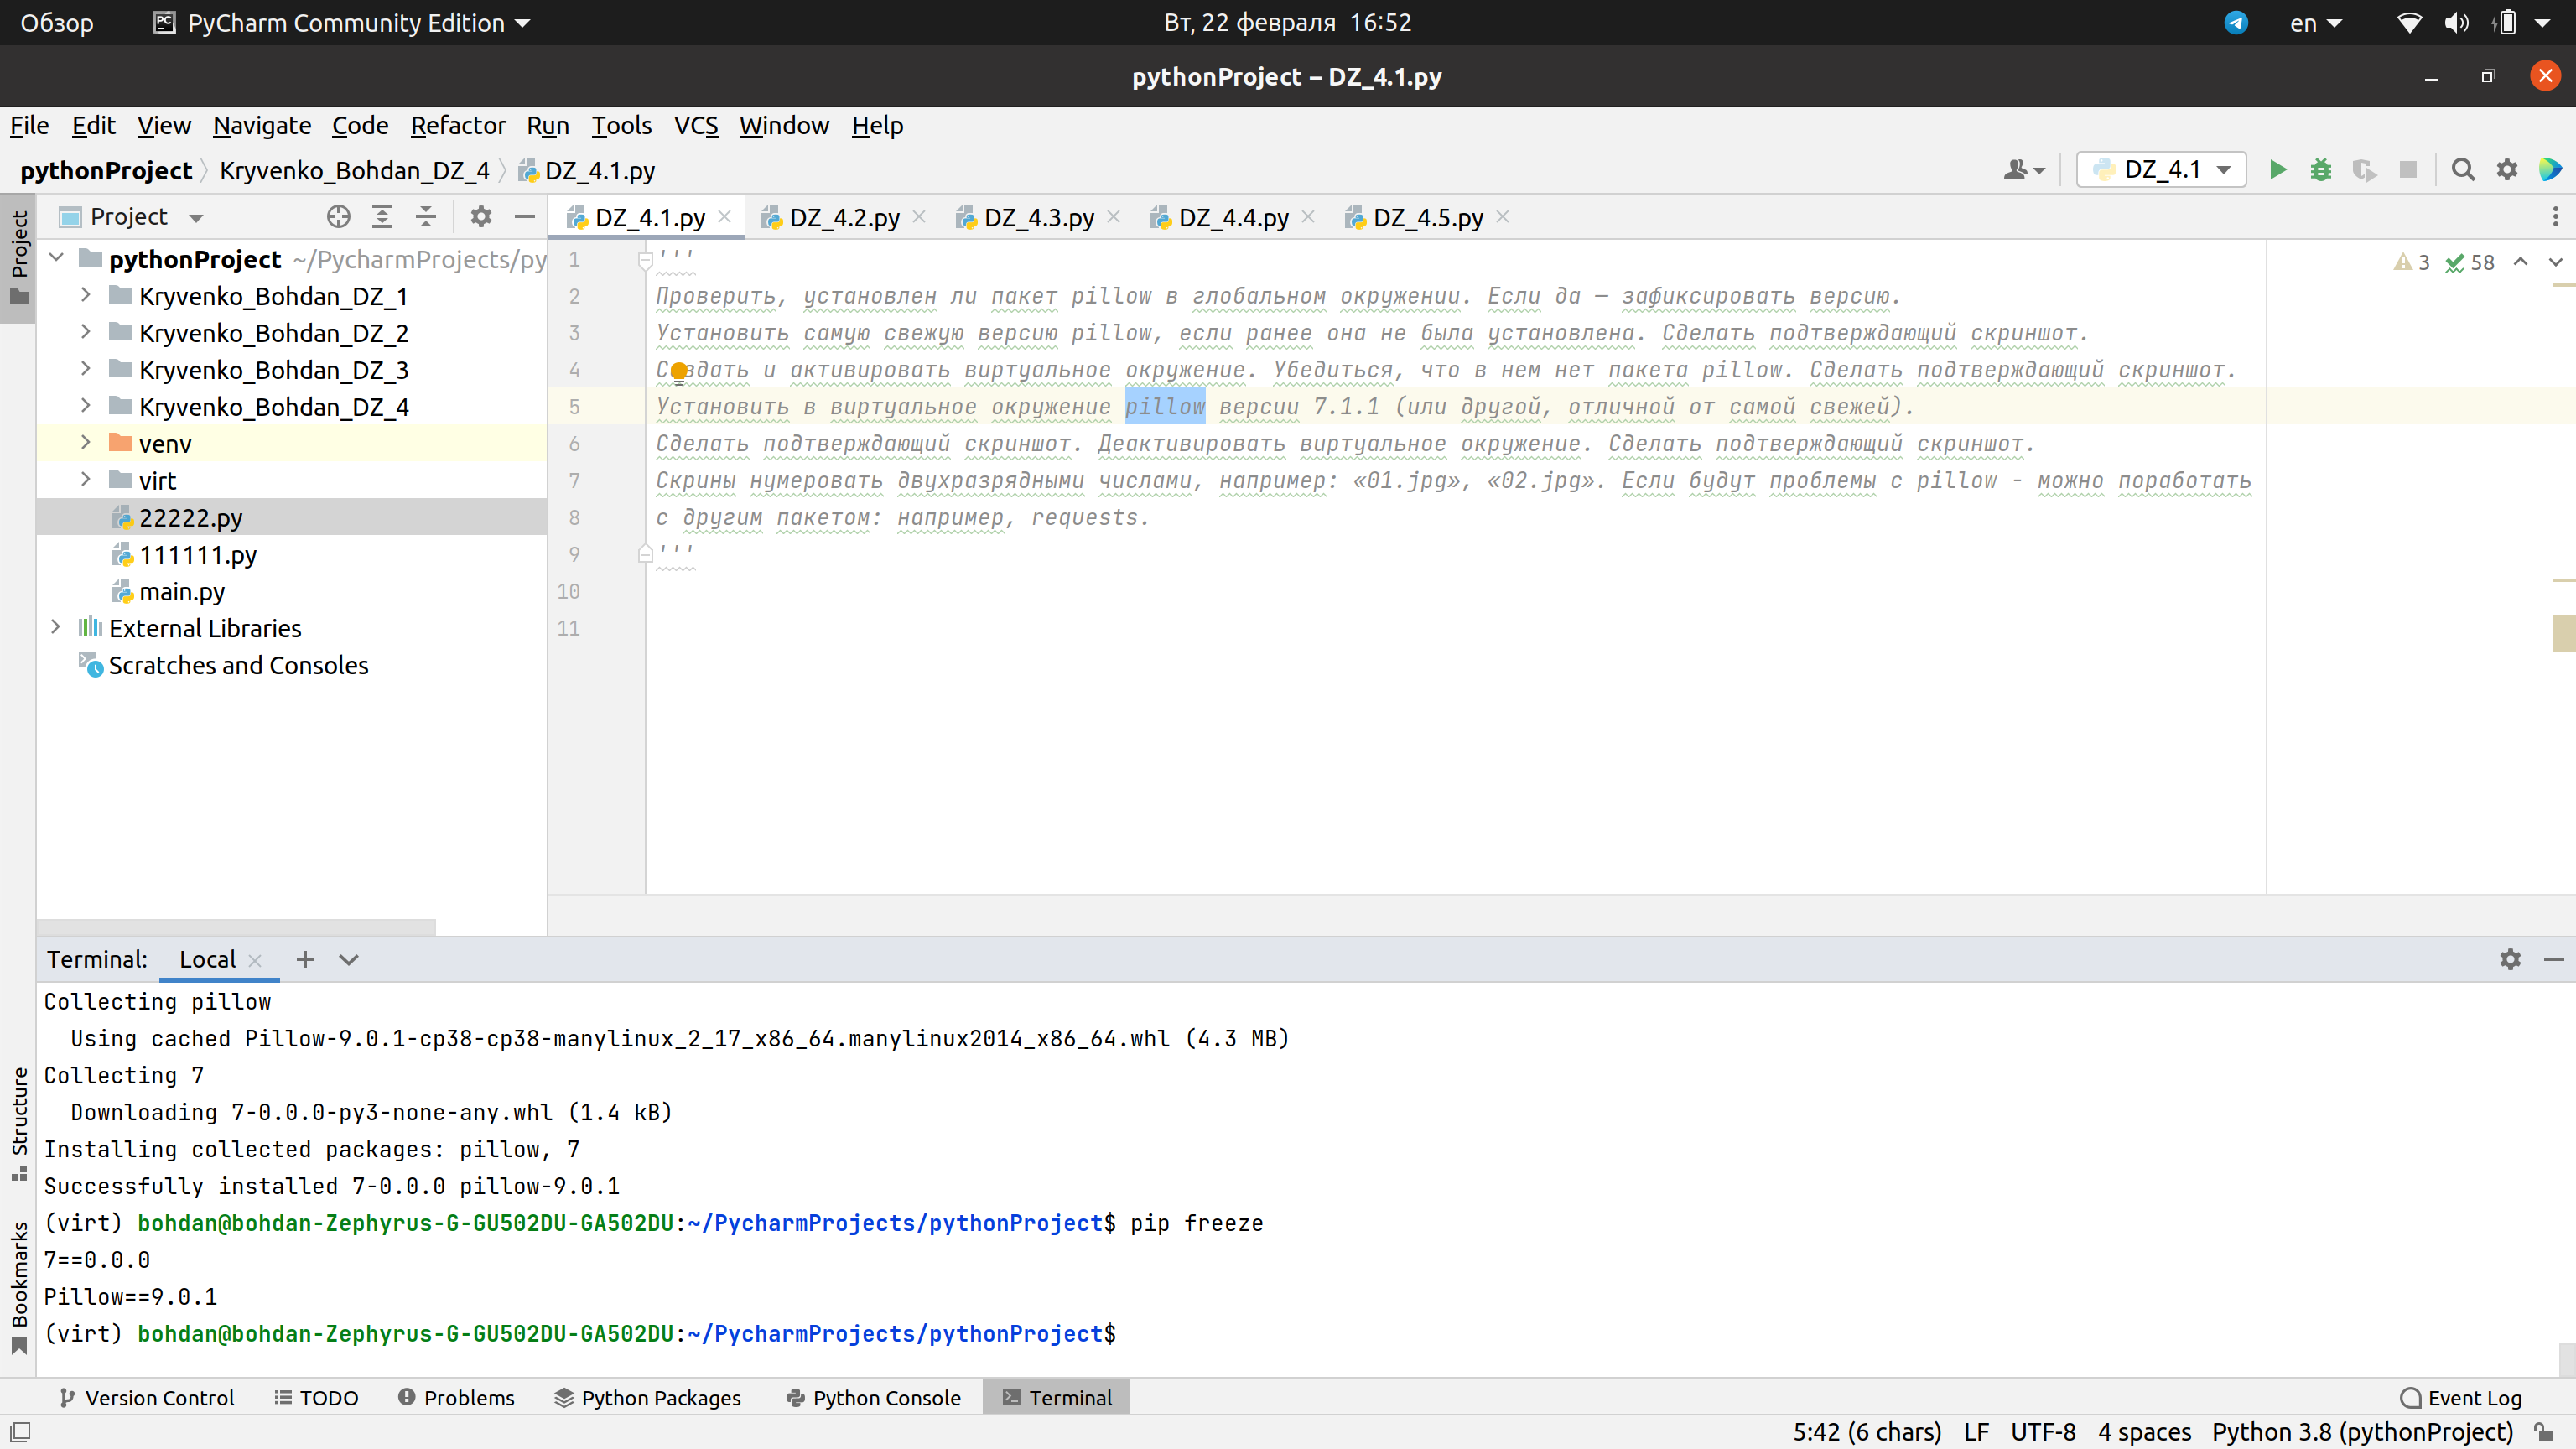 Обзор PyCharm Community Edition Вт, 22 февраля 16:52 en
pythonProject – DZ_4.1.py
File Edit View Navigate Code Refactor Run Tools VCS Window Help
pythonProject Kryvenko_Bohdan_DZ_4 DZ_4.1.py DZ_4.1
Project DZ_4.1.py DZ_4.2.py DZ_4.3.py DZ_4.4.py DZ_4.5.py
Project
pythonProject ~/PycharmProjects/py
Kryvenko_Bohdan_DZ_1
Kryvenko_Bohdan_DZ_2
Kryvenko_Bohdan_DZ_3
Kryvenko_Bohdan_DZ_4
venv
virt
22222.py
111111.py
main.py
External Libraries
Scratches and Consoles
3 58
1 '''
2 Проверить, установлен ли пакет pillow в глобальном окружении. Если да — зафиксировать версию.
3 Установить самую свежую версию pillow, если ранее она не была установлена. Сделать подтверждающий скриншот.
4 Создать и активировать виртуальное окружение. Убедиться, что в нем нет пакета pillow. Сделать подтверждающий скриншот.
5 Установить в виртуальное окружение pillow версии 7.1.1 (или другой, отличной от самой свежей).
6 Сделать подтверждающий скриншот. Деактивировать виртуальное окружение. Сделать подтверждающий скриншот.
7 Скрины нумеровать двухразрядными числами, например: «01.jpg», «02.jpg». Если будут проблемы с pillow - можно поработать
8 с другим пакетом: например, requests.
9 '''
10
11
Terminal: Local
Collecting pillow
Using cached Pillow-9.0.1-cp38-cp38-manylinux_2_17_x86_64.manylinux2014_x86_64.whl (4.3 MB)
Collecting 7
Downloading 7-0.0.0-py3-none-any.whl (1.4 kB)
Installing collected packages: pillow, 7
Successfully installed 7-0.0.0 pillow-9.0.1
(virt) bohdan@bohdan-Zephyrus-G-GU502DU-GA502DU:~/PycharmProjects/pythonProject$ pip freeze
7==0.0.0
Pillow==9.0.1
(virt) bohdan@bohdan-Zephyrus-G-GU502DU-GA502DU:~/PycharmProjects/pythonProject$
Structure
Bookmarks
Version Control TODO Problems Python Packages Python Console Terminal Event Log
5:42 (6 chars) LF UTF-8 4 spaces Python 3.8 (pythonProject)